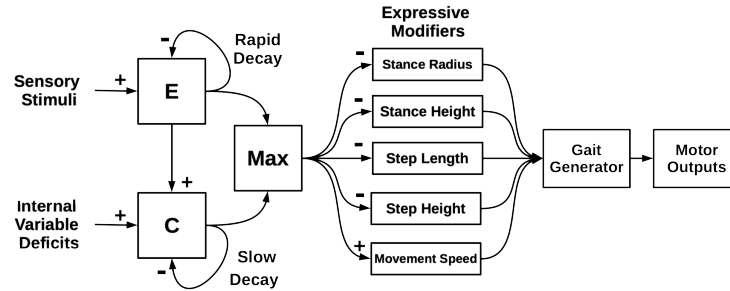 Expressive
Modifiers
-
Rapid
Decay
Sensory
Stimuli
+
E
-
Stance Radius
-
Stance Height
Max
-
Step Length
Gait
Generator
Motor
Outputs
+
Internal
Variable
Deficits
+
C
-
Step Height
+
Movement Speed
-
Slow
Decay